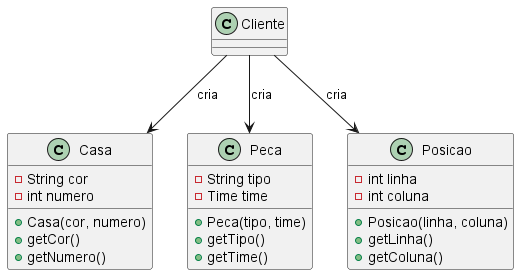 C Cliente
cria
cria
cria
C Casa
String cor
int numero
Casa(cor, numero)
getCor()
getNumero()
C Peca
String tipo
Time time
Peca(tipo, time)
getTipo()
getTime()
C Posicao
int linha
int coluna
Posicao(linha, coluna)
getLinha()
getColuna()